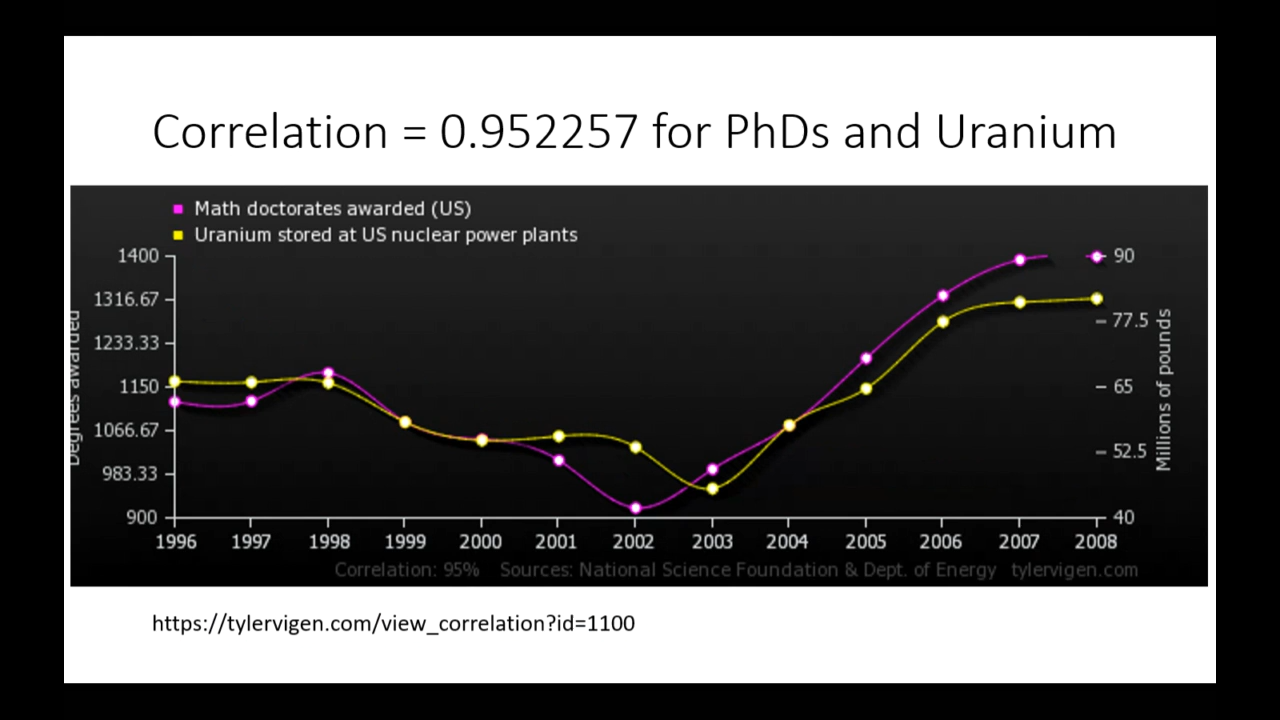 Correlation = 0.952257 for PhDs and Uranium
Math doctorates awarded (US)
Uranium stored at US nuclear power plants
1400
1316.67
1233.33
1150
1066.67
983.33
900
Degrees awarded
90
77.5
65
52.5
40
Millions of pounds
1996 1997 1998 1999 2000 2001 2002 2003 2004 2005 2006 2007 2008
Correlation: 95% Sources: National Science Foundation & Dept. of Energy tylervigen.com
https://tylervigen.com/view_correlation?id=1100